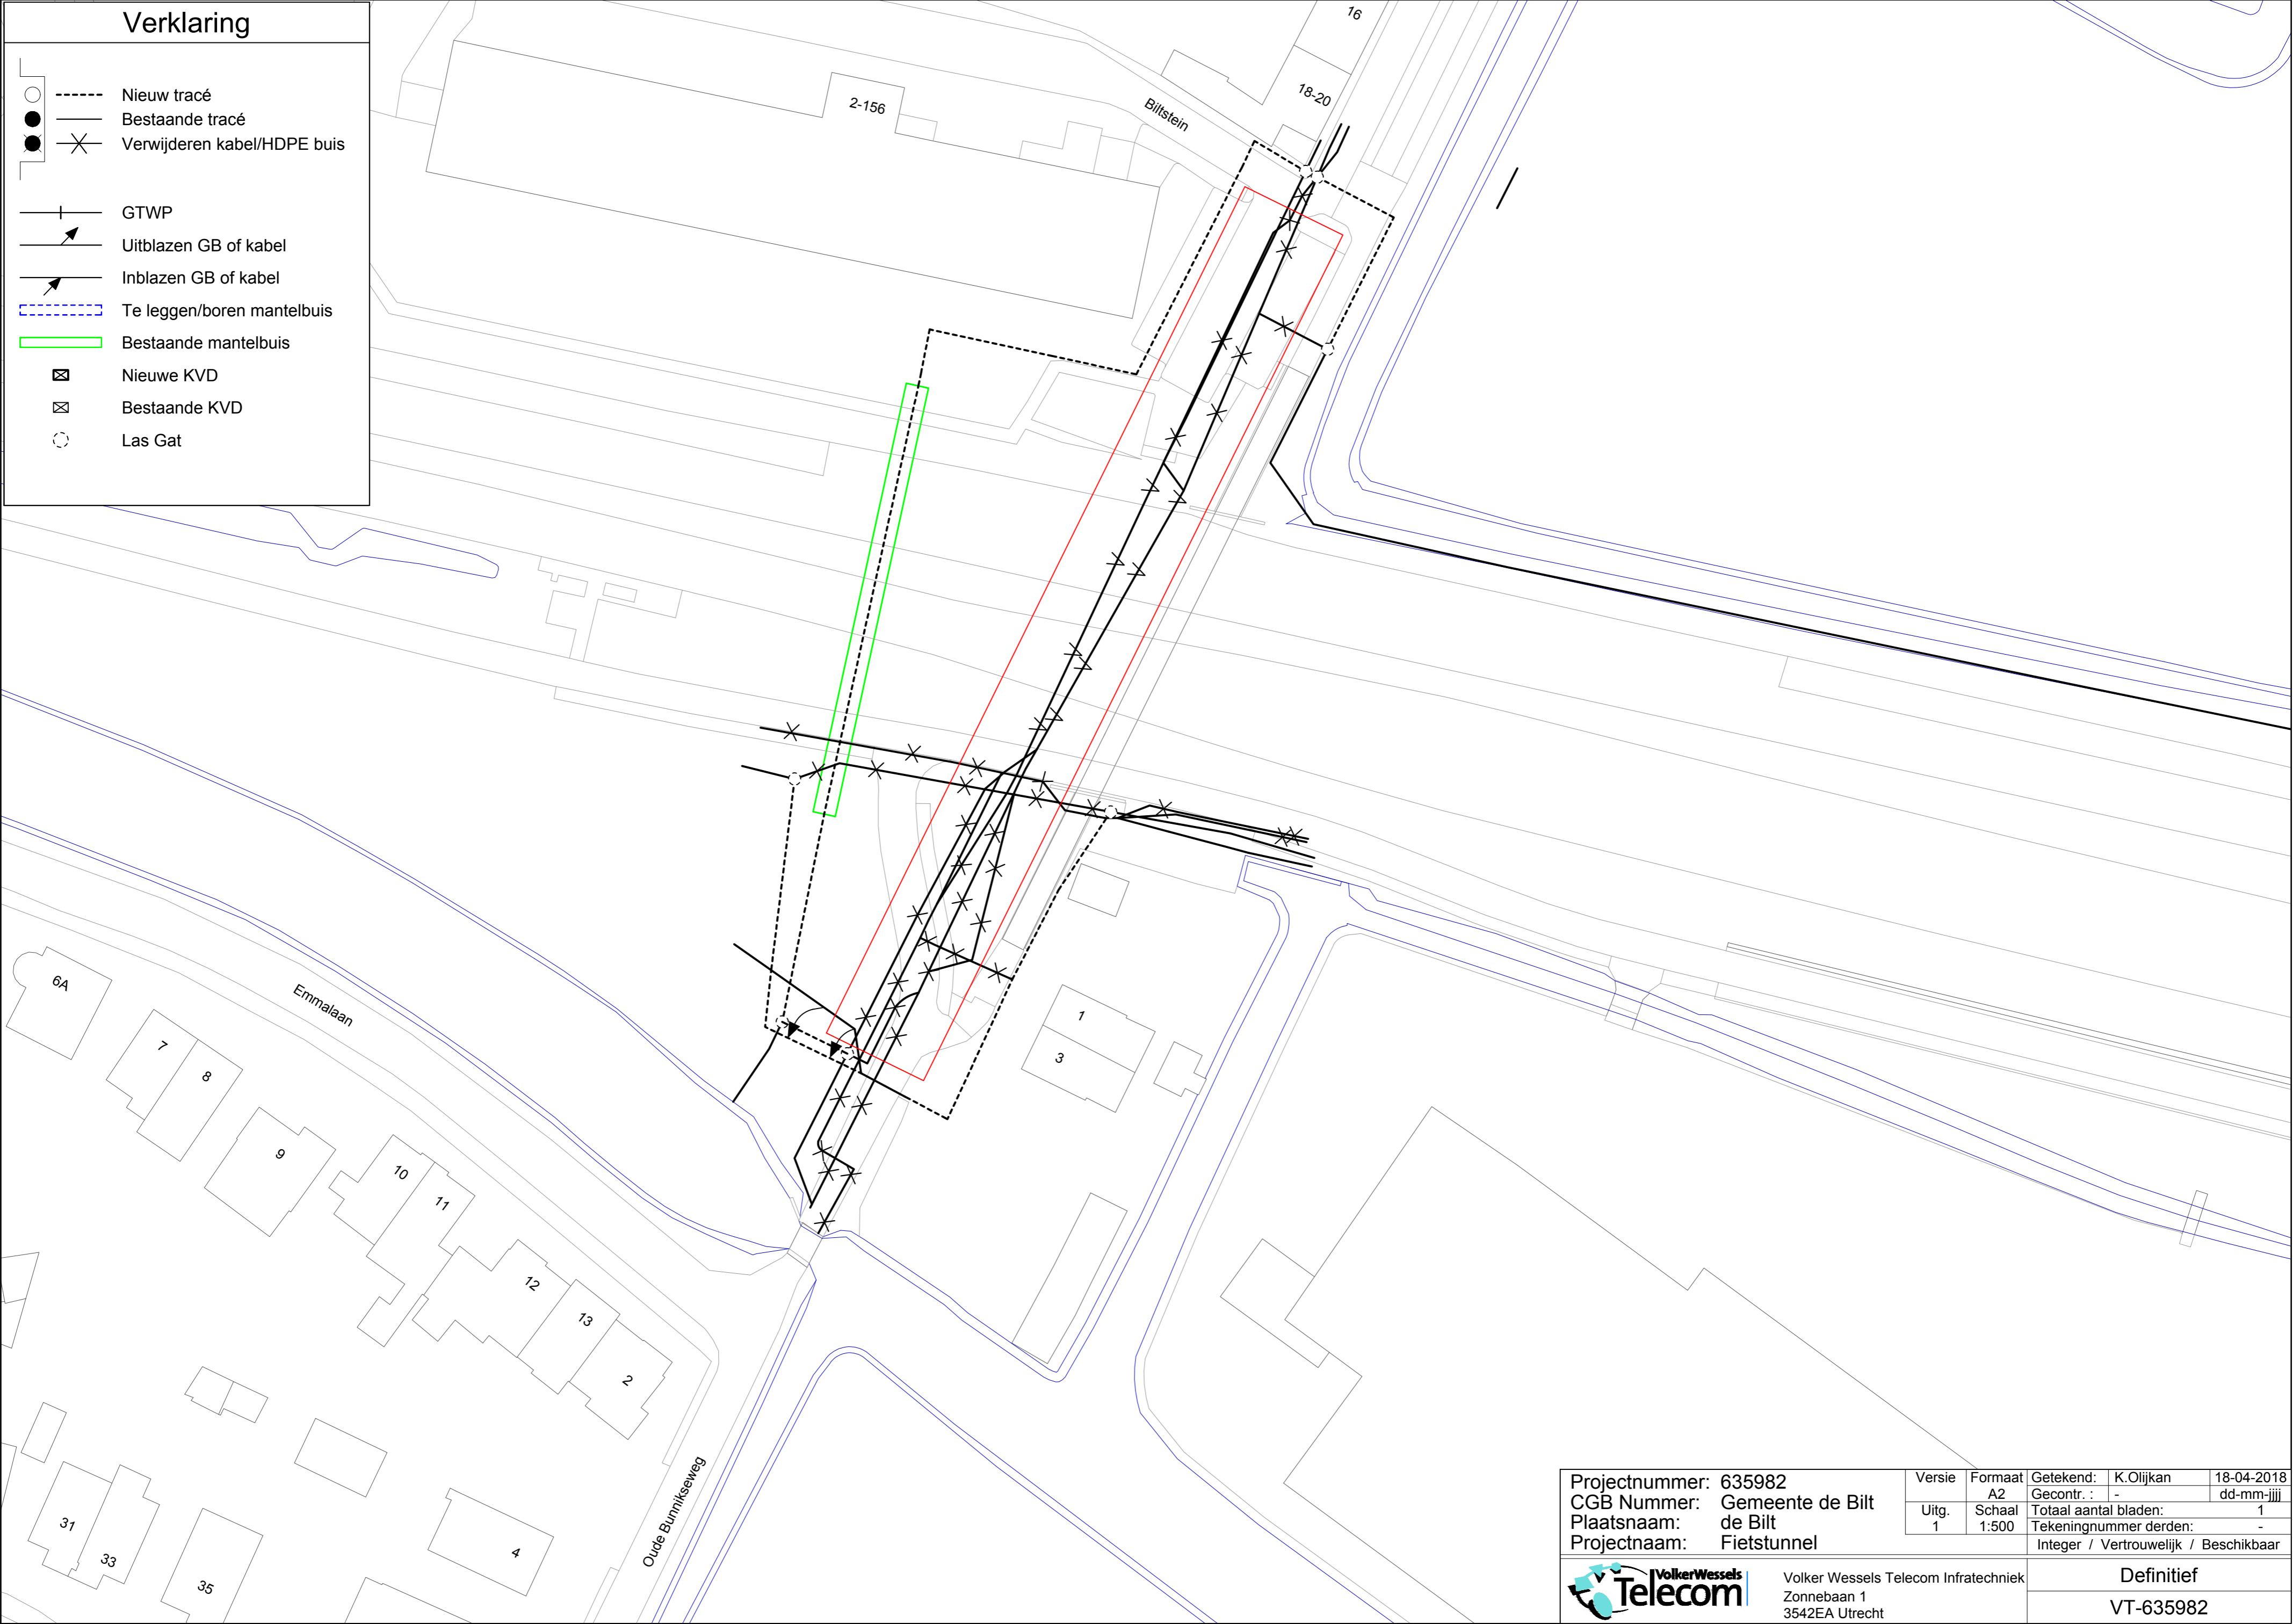 Verklaring
Nieuw tracé
Bestaande tracé
Verwijderen kabel/HDPE buis
GTWP
Uitblazen GB of kabel
Inblazen GB of kabel
Te leggen/boren mantelbuis
Bestaande mantelbuis
Nieuwe KVD
Bestaande KVD
Las Gat
16
18-20
2-156
Biltstein
6A
7
8
9
10
11
12
13
2
Emmalaan
1
3
31
33
35
4
Oude Bunnikseweg
Projectnummer: 635982
CGB Nummer: Gemeente de Bilt
Plaatsnaam: de Bilt
Projectnaam: Fietstunnel
Versie Formaat Getekend: K.Olijkan 18-04-2018
A2 Gecontr. : - dd-mm-jjjj
Uitg. Schaal Totaal aantal bladen: 1
1 1:500 Tekeningnummer derden: -
Integer / Vertrouwelijk / Beschikbaar
VolkerWessels
Telecom
Volker Wessels Telecom Infratechniek
Zonnebaan 1
3542EA Utrecht
Definitief
VT-635982